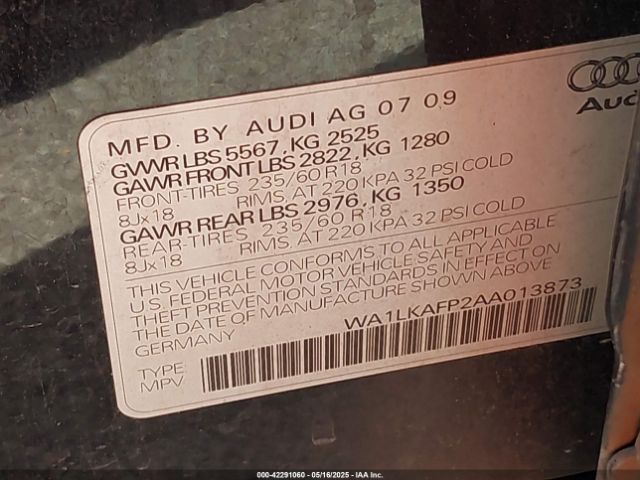 MFD. BY AUDI AG 07 09
GVWR LBS 5567, KG 2525
GAWR FRONT LBS 2822, KG 1280
FRONT-TIRES 235/60 R18
8Jx18 RIMS, AT 220 KPA 32 PSI COLD
GAWR REAR LBS 2976, KG 1350
REAR-TIRES 235/60 R 18
8Jx18 RIMS, AT 220 KPA 32 PSI COLD
THIS VEHICLE CONFORMS TO ALL APPLICABLE
U.S. FEDERAL MOTOR VEHICLE SAFETY AND
THEFT PREVENTION STANDARDS IN EFFECT ON
THE DATE OF MANUFACTURE SHOWN ABOVE.
GERMANY WA1LKAFP2AA013873
TYPE:
MPV
000-42291060 - 05/16/2025 - IAA Inc.